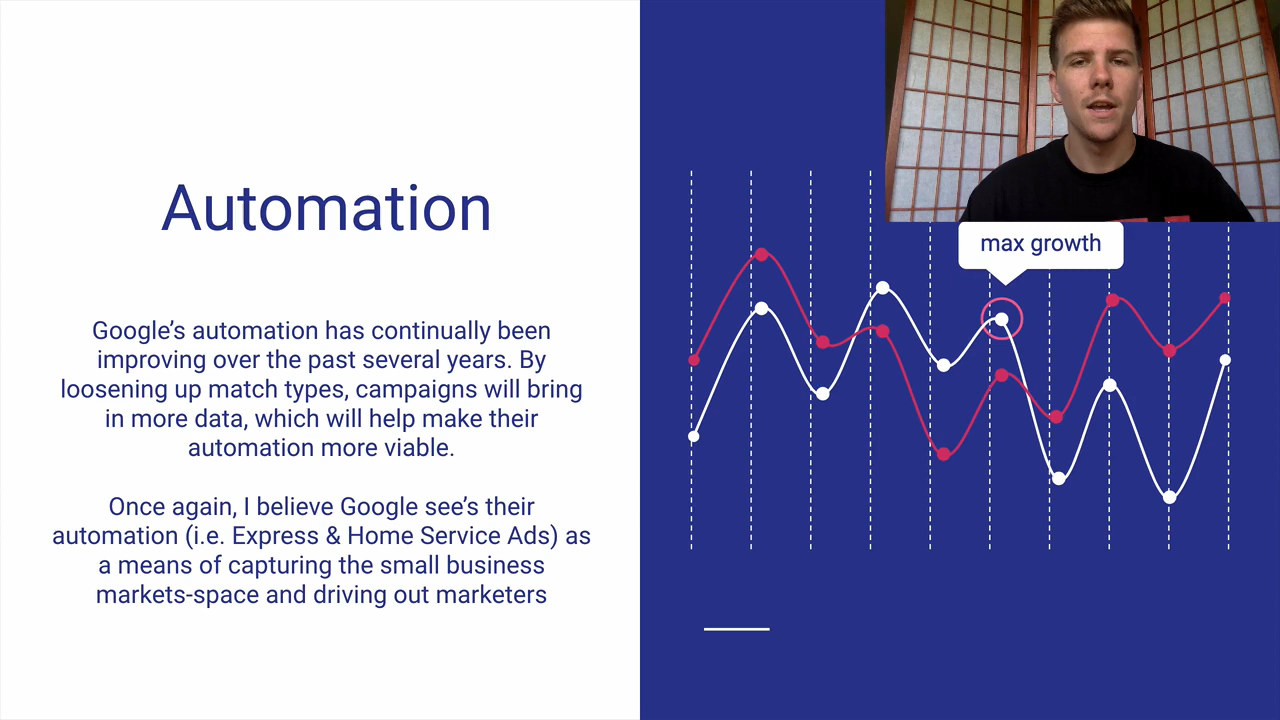 Automation
Google's automation has continually been
improving over the past several years. By
loosening up match types, campaigns will bring
in more data, which will help make their
automation more viable.
Once again, I believe Google see's their
automation (i.e. Express & Home Service Ads) as
a means of capturing the small business
markets-space and driving out marketers
max growth